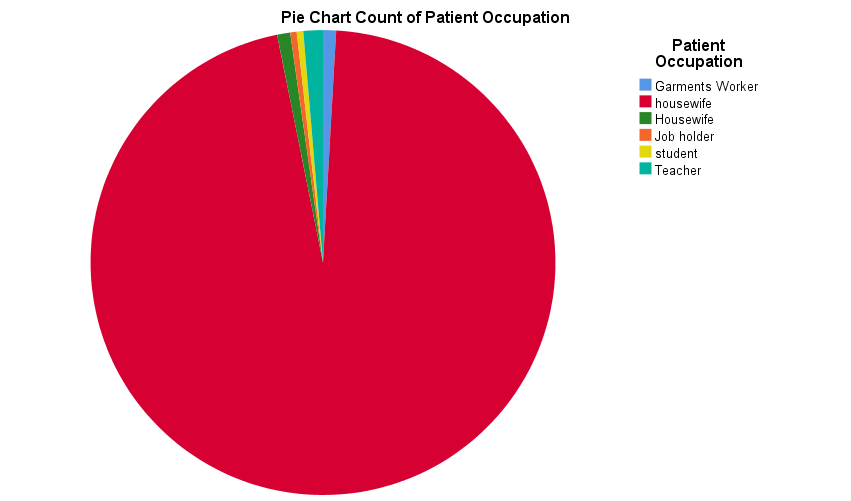 Pie Chart Count of Patient Occupation
Patient
Occupation
Garments Worker
housewife
Housewife
Job holder
student
Teacher